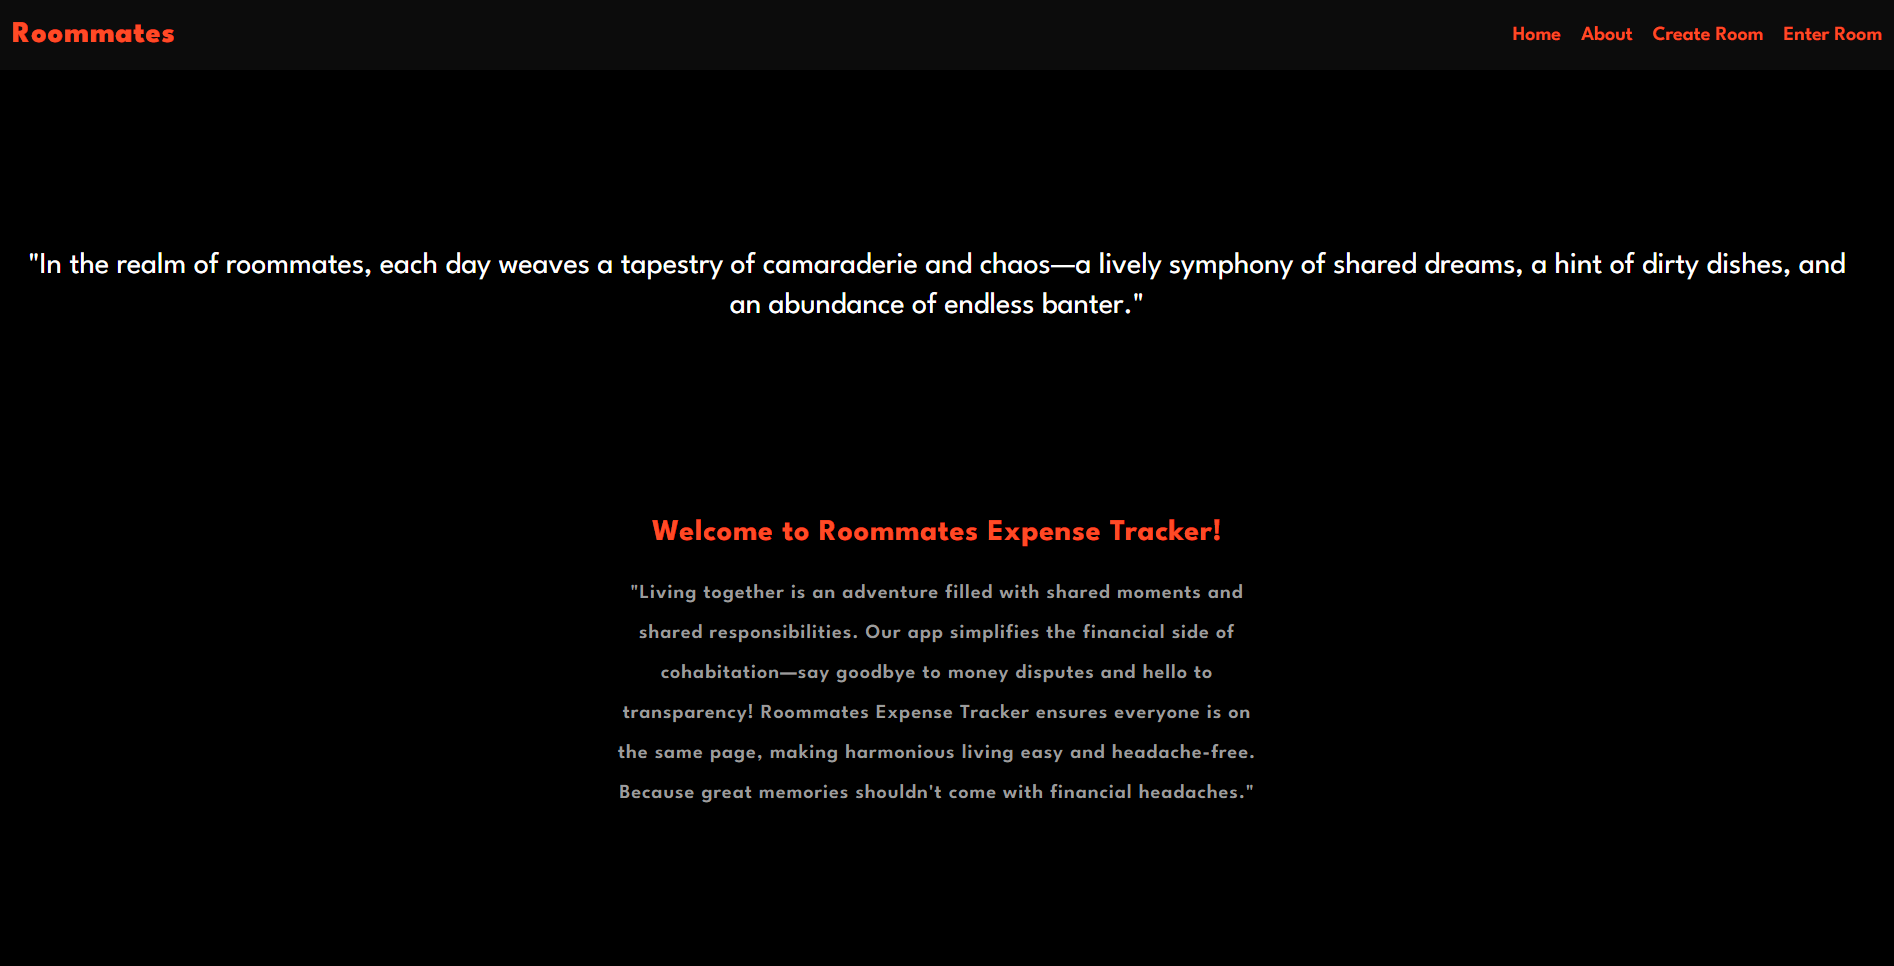 Roommates
Home About Create Room Enter Room
"In the realm of roommates, each day weaves a tapestry of camaraderie and chaos—a lively symphony of shared dreams, a hint of dirty dishes, and
an abundance of endless banter."
Welcome to Roommates Expense Tracker!
"Living together is an adventure filled with shared moments and
shared responsibilities. Our app simplifies the financial side of
cohabitation—say goodbye to money disputes and hello to
transparency! Roommates Expense Tracker ensures everyone is on
the same page, making harmonious living easy and headache-free.
Because great memories shouldn't come with financial headaches."